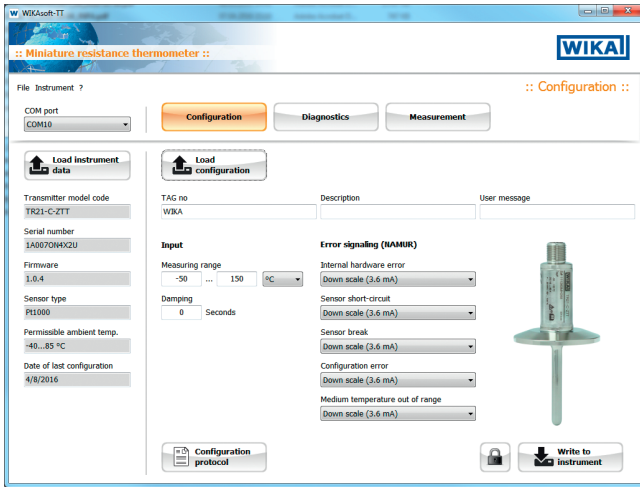 WIKAsoft-TT
:: Miniature resistance thermometer ::
WIKA
File Instrument ?
:: Configuration ::
COM port
COM10
Configuration
Diagnostics
Measurement
Load instrument
data
Load
configuration
Transmitter model code
TR21-C-ZTT
TAG no
Description
User message
WIKA
Serial number
1A007ON4X2U
Input
Error signaling (NAMUR)
Firmware
1.0.4
Measuring range
-50 ... 150 °C
Internal hardware error
Down scale (3.6 mA)
Sensor type
Pt1000
Damping
0 Seconds
Sensor short-circuit
Down scale (3.6 mA)
Permissible ambient temp.
-40...85 °C
Sensor break
Down scale (3.6 mA)
Date of last configuration
4/8/2016
Configuration error
Down scale (3.6 mA)
Medium temperature out of range
Down scale (3.6 mA)
Configuration
protocol
Write to
instrument